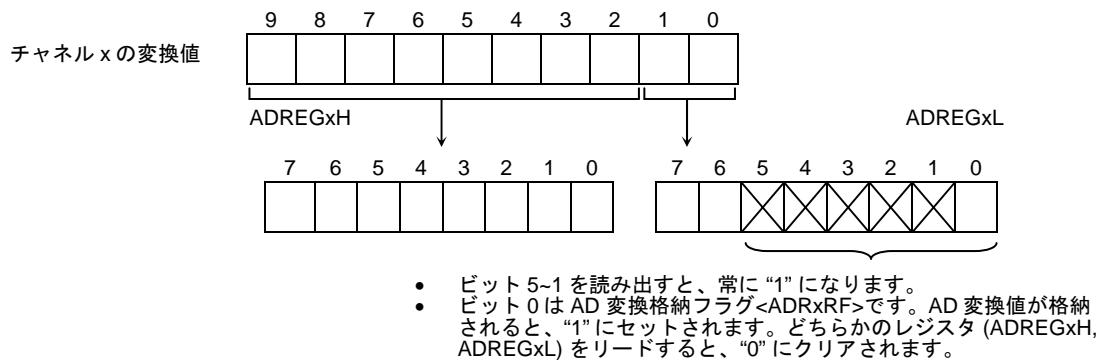 9 8 7 6 5 4 3 2 1 0
チャネル x の変換値
ADREGxH ADREGxL
7 6 5 4 3 2 1 0 7 6 5 4 3 2 1 0
• ビット 5~1 を読み出すと、常に “1” になります。
• ビット 0 は AD 変換格納フラグ<ADRxRF>です。AD 変換値が格納
されると、“1” にセットされます。どちらかのレジスタ (ADREGxH,
ADREGxL) をリードすると、“0” にクリアされます。